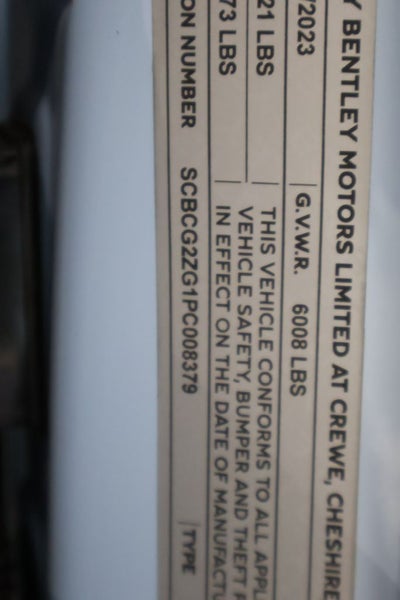 Y BENTLEY MOTORS LIMITED AT CREWE, CHESHIRE
/2023 G.V.W.R. 6008 LBS
21 LBS THIS VEHICLE CONFORMS TO ALL APPL
VEHICLE SAFETY, BUMPER AND THEFT P
73 LBS IN EFFECT ON THE DATE OF MANUFACTU
ON NUMBER SCBCG2ZG1PC008379 TYPE